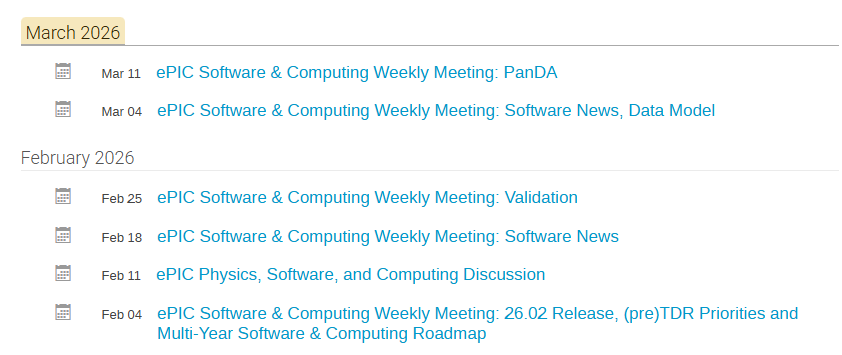 March 2026
Mar 11 ePIC Software & Computing Weekly Meeting: PanDA
Mar 04 ePIC Software & Computing Weekly Meeting: Software News, Data Model
February 2026
Feb 25 ePIC Software & Computing Weekly Meeting: Validation
Feb 18 ePIC Software & Computing Weekly Meeting: Software News
Feb 11 ePIC Physics, Software, and Computing Discussion
Feb 04 ePIC Software & Computing Weekly Meeting: 26.02 Release, (pre)TDR Priorities and
Multi-Year Software & Computing Roadmap